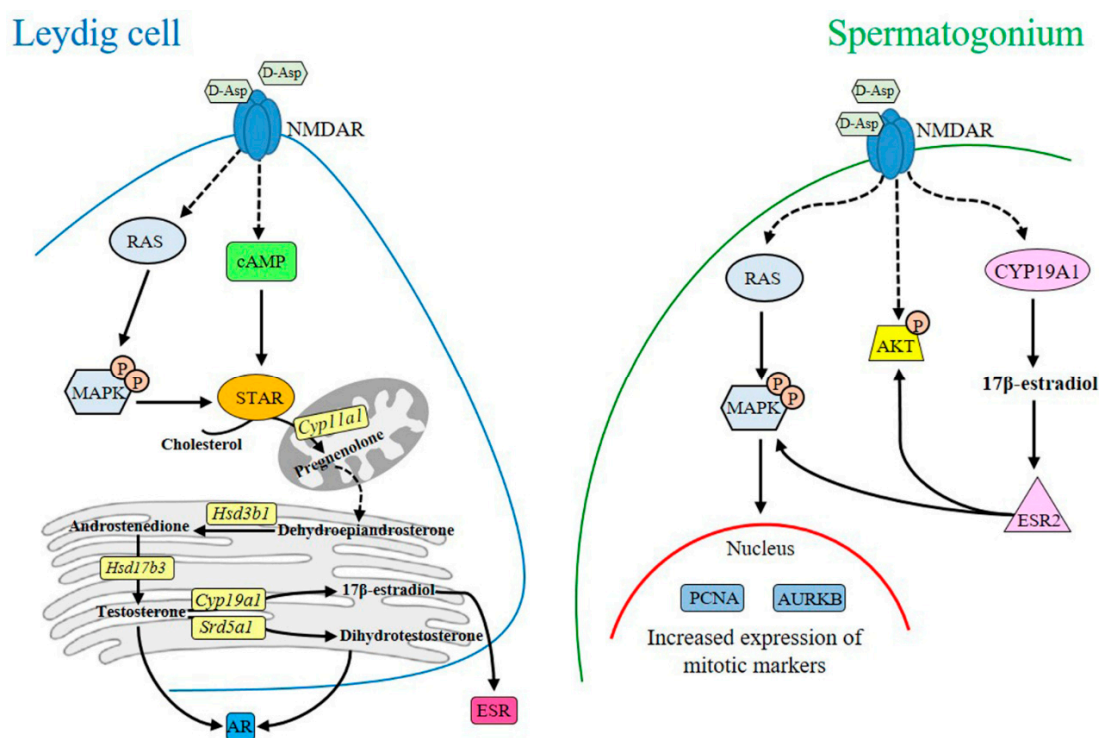 Leydig cell
D-Asp
D-Asp
NMDAR
RAS
cAMP
P
P
MAPK
STAR
Cholesterol
Cyp11a1
Pregnenolone
Hsd3b1
Androstenedione
Dehydroepiandrosterone
Hsd17b3
Testosterone
Cyp19a1
17β-estradiol
Srd5a1
Dihydrotestosterone
AR
ESR
Spermatogonium
D-Asp
D-Asp
NMDAR
RAS
CYP19A1
P
AKT
17β-estradiol
P
P
MAPK
ESR2
Nucleus
PCNA
AURKB
Increased expression of
mitotic markers